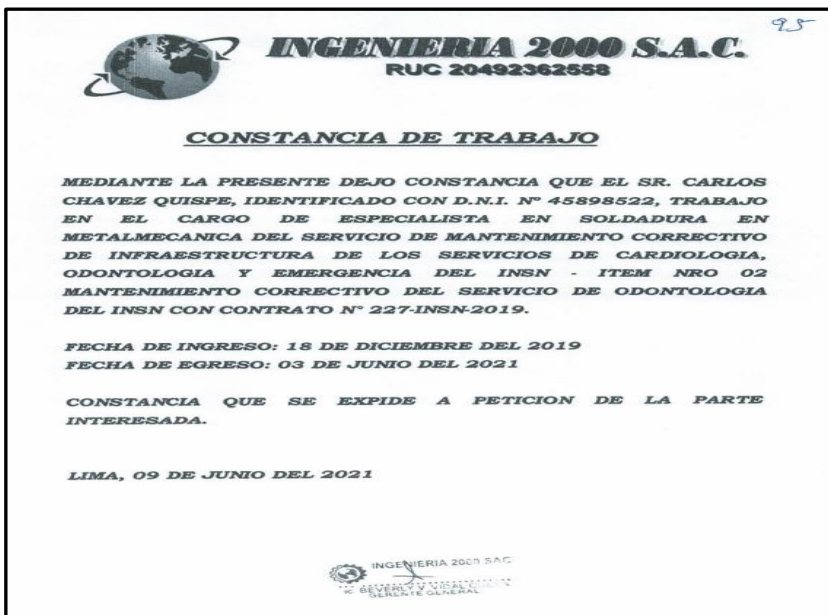 95
INGENIERIA 2000 S.A.C.
RUC 20492362558
CONSTANCIA DE TRABAJO
MEDIANTE LA PRESENTE DEJO CONSTANCIA QUE EL SR. CARLOS
CHAVEZ QUISPE, IDENTIFICADO CON D.N.I. Nº 45898522, TRABAJO
EN EL CARGO DE ESPECIALISTA EN SOLDADURA EN
METALMECANICA DEL SERVICIO DE MANTENIMIENTO CORRECTIVO
DE INFRAESTRUCTURA DE LOS SERVICIOS DE CARDIOLOGIA,
ODONTOLOGIA Y EMERGENCIA DEL INSN - ITEM NRO 02
MANTENIMIENTO CORRECTIVO DEL SERVICIO DE ODONTOLOGIA
DEL INSN CON CONTRATO Nº 227-INSN-2019.
FECHA DE INGRESO: 18 DE DICIEMBRE DEL 2019
FECHA DE EGRESO: 03 DE JUNIO DEL 2021
CONSTANCIA QUE SE EXPIDE A PETICION DE LA PARTE
INTERESADA.
LIMA, 09 DE JUNIO DEL 2021
INGENIERIA 2000 SAC
BEVERLY V. VIDAL
GERENTE GENERAL